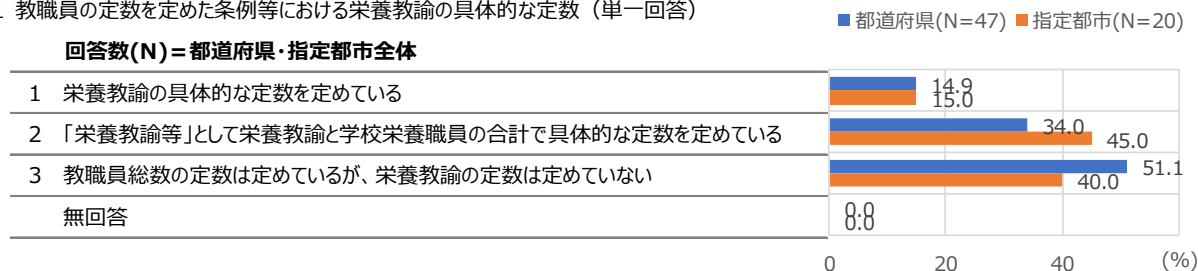 教職員の定数を定めた条例等における栄養教諭の具体的な定数（単一回答）
■都道府県(N=47) ■指定都市(N=20)
回答数(N)＝都道府県・指定都市全体
1 栄養教諭の具体的な定数を定めている 14.9 15.0
2 「栄養教諭等」として栄養教諭と学校栄養職員の合計で具体的な定数を定めている 34.0 45.0
3 教職員総数の定数は定めているが、栄養教諭の定数は定めていない 51.1 40.0
無回答 0.0 0.0
0 20 40 (%)